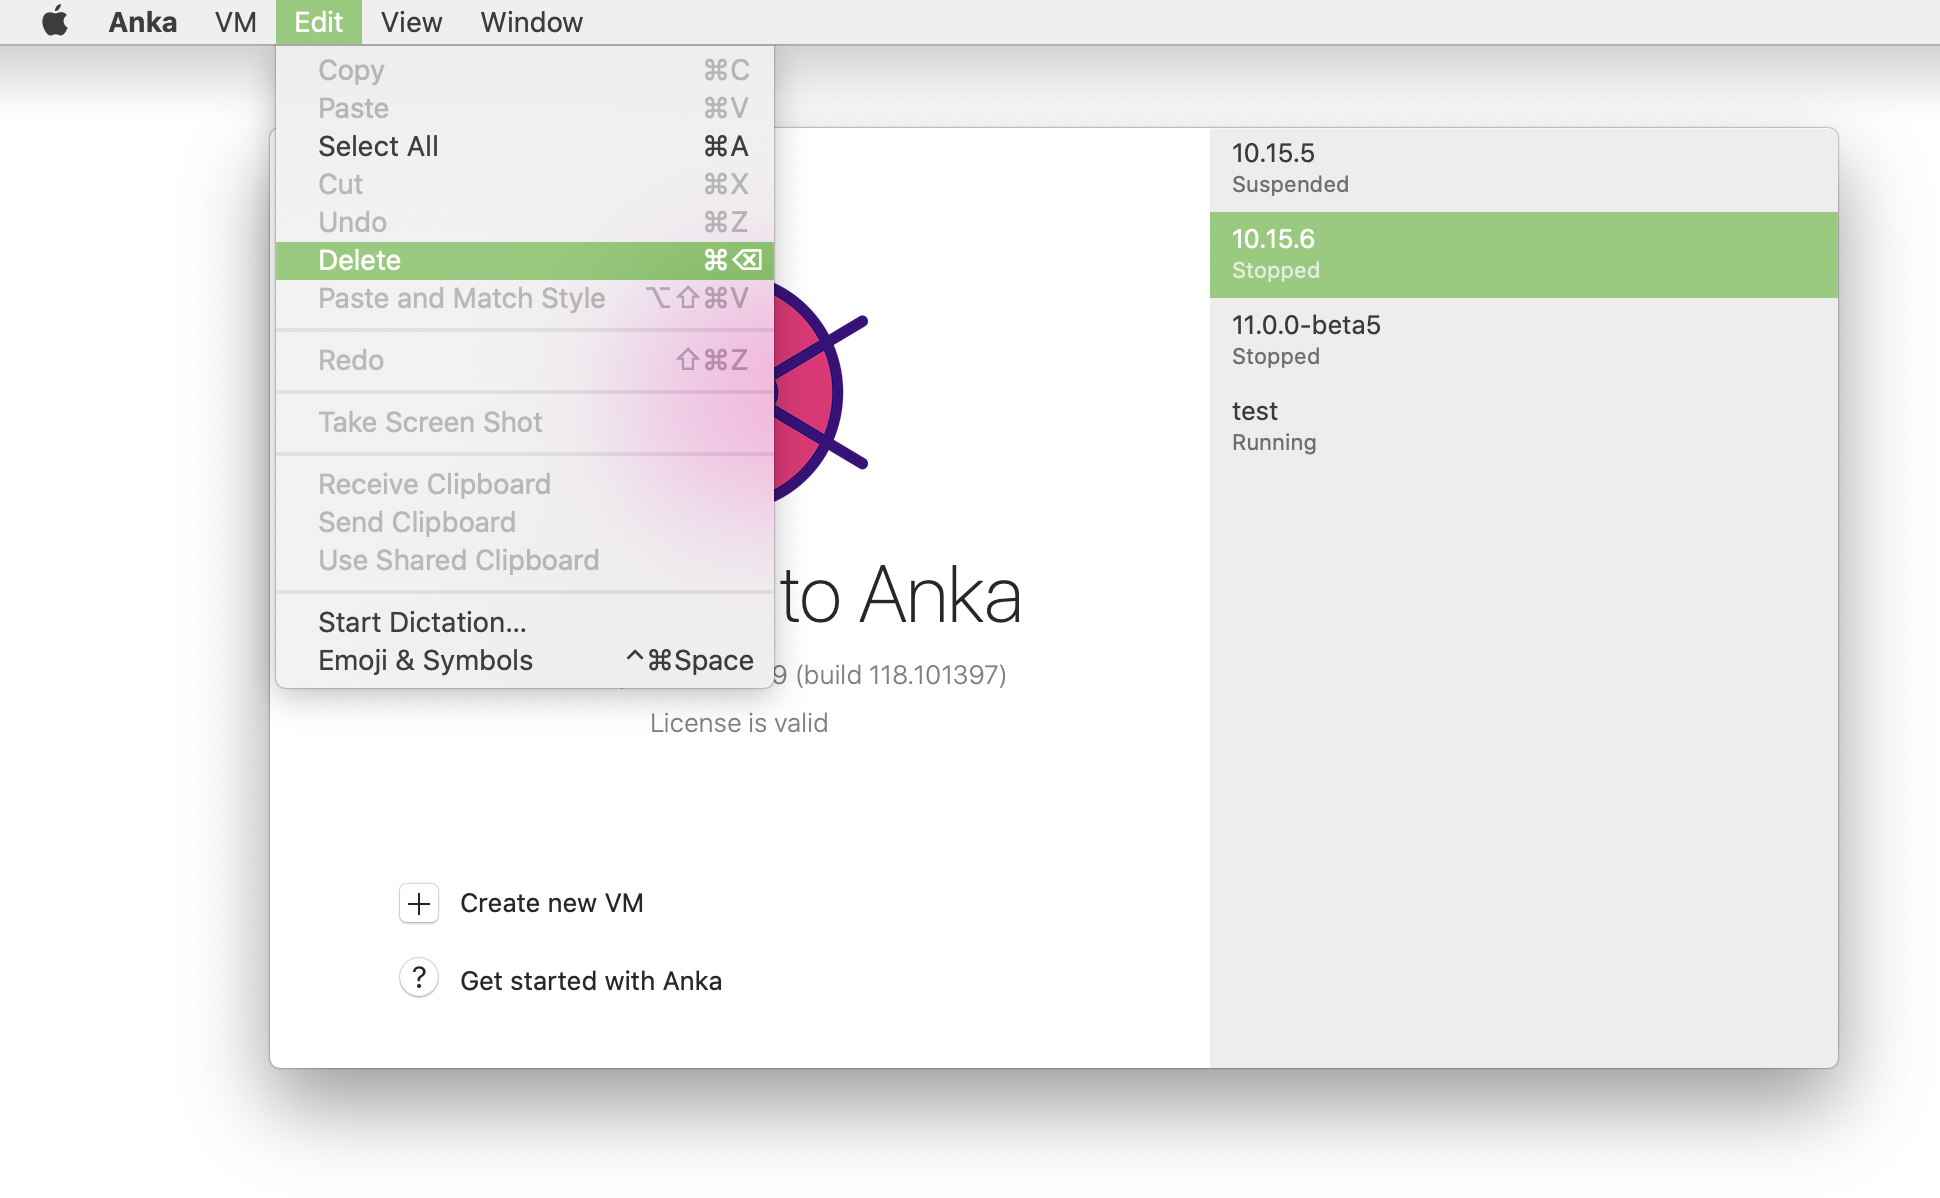 Anka VM Edit View Window
Copy ⌘C
Paste ⌘V
Select All ⌘A
Cut ⌘X
Undo ⌘Z
Delete ⌘⌫
Paste and Match Style ⌥⇧⌘V
Redo ⇧⌘Z
Take Screen Shot
Receive Clipboard
Send Clipboard
Use Shared Clipboard
Start Dictation...
Emoji & Symbols ^⌘Space
to Anka
9 (build 118.101397)
License is valid
+ Create new VM
? Get started with Anka
10.15.5
Suspended
10.15.6
Stopped
11.0.0-beta5
Stopped
test
Running